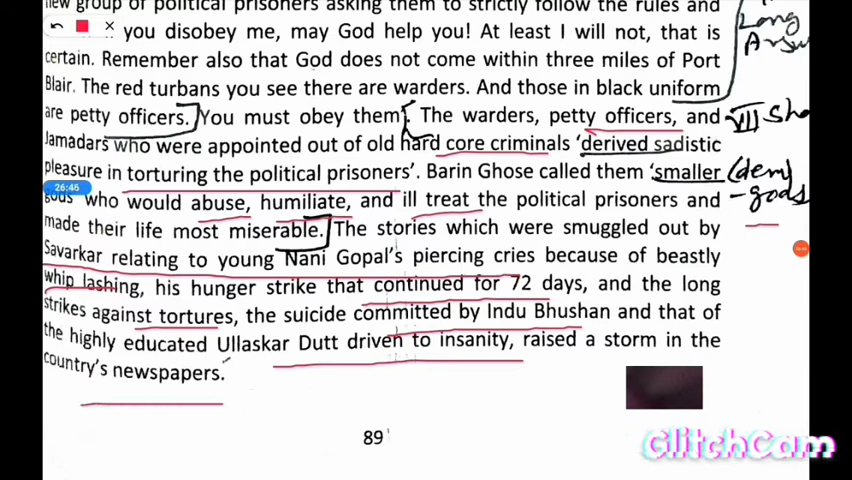 new group of political prisoners asking them to strictly follow the rules and
you disobey me, may God help you! At least I will not, that is
certain. Remember also that God does not come within three miles of Port
Blair. The red turbans you see there are warders. And those in black uniform
are petty officers. You must obey them. The warders, petty officers, and
Jamadars who were appointed out of old hard core criminals 'derived sadistic
pleasure in torturing the political prisoners'. Barin Ghose called them 'smaller
gods' who would abuse, humiliate, and ill treat the political prisoners and
made their life most miserable. The stories which were smuggled out by
Savarkar relating to young Nani Gopal's piercing cries because of beastly
whip lashing, his hunger strike that continued for 72 days, and the long
strikes against tortures, the suicide committed by Indu Bhushan and that of
the highly educated Ullaskar Dutt driven to insanity, raised a storm in the
country's newspapers.
89
Long
Answ
VII Sho
(dem)
-gods
26:46
GlitchCam